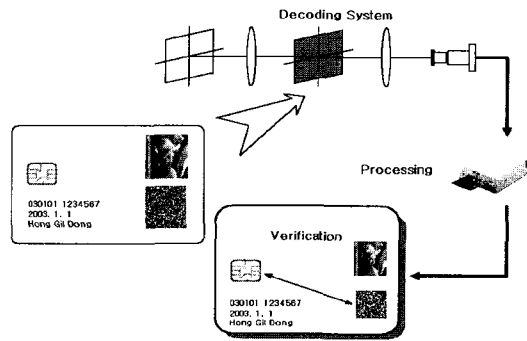 Decoding System
Processing
030101 1234567
2003. 1. 1
Hong Gil Dong
Verification
030101 1234567
2003. 1. 1
Hong Gil Dong